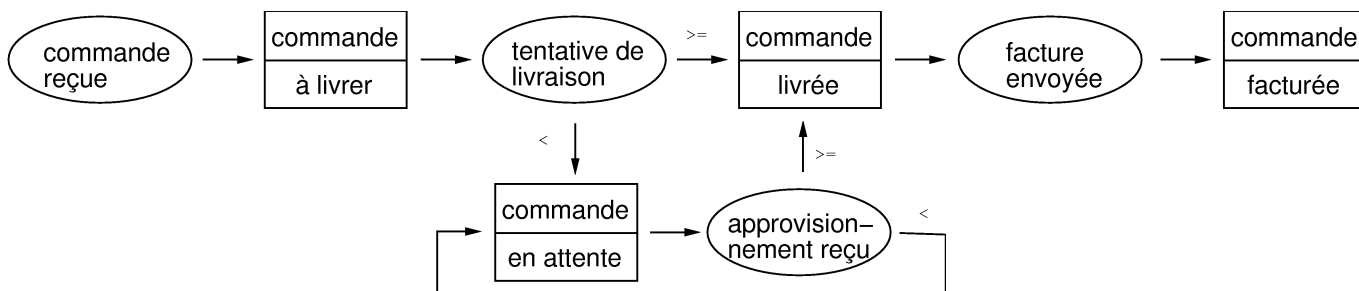 commande
reçue
commande
à livrer
tentative de
livraison
>=
commande
livrée
facture
envoyée
commande
facturée
<
>=
commande
en attente
approvision–
nement reçu
<